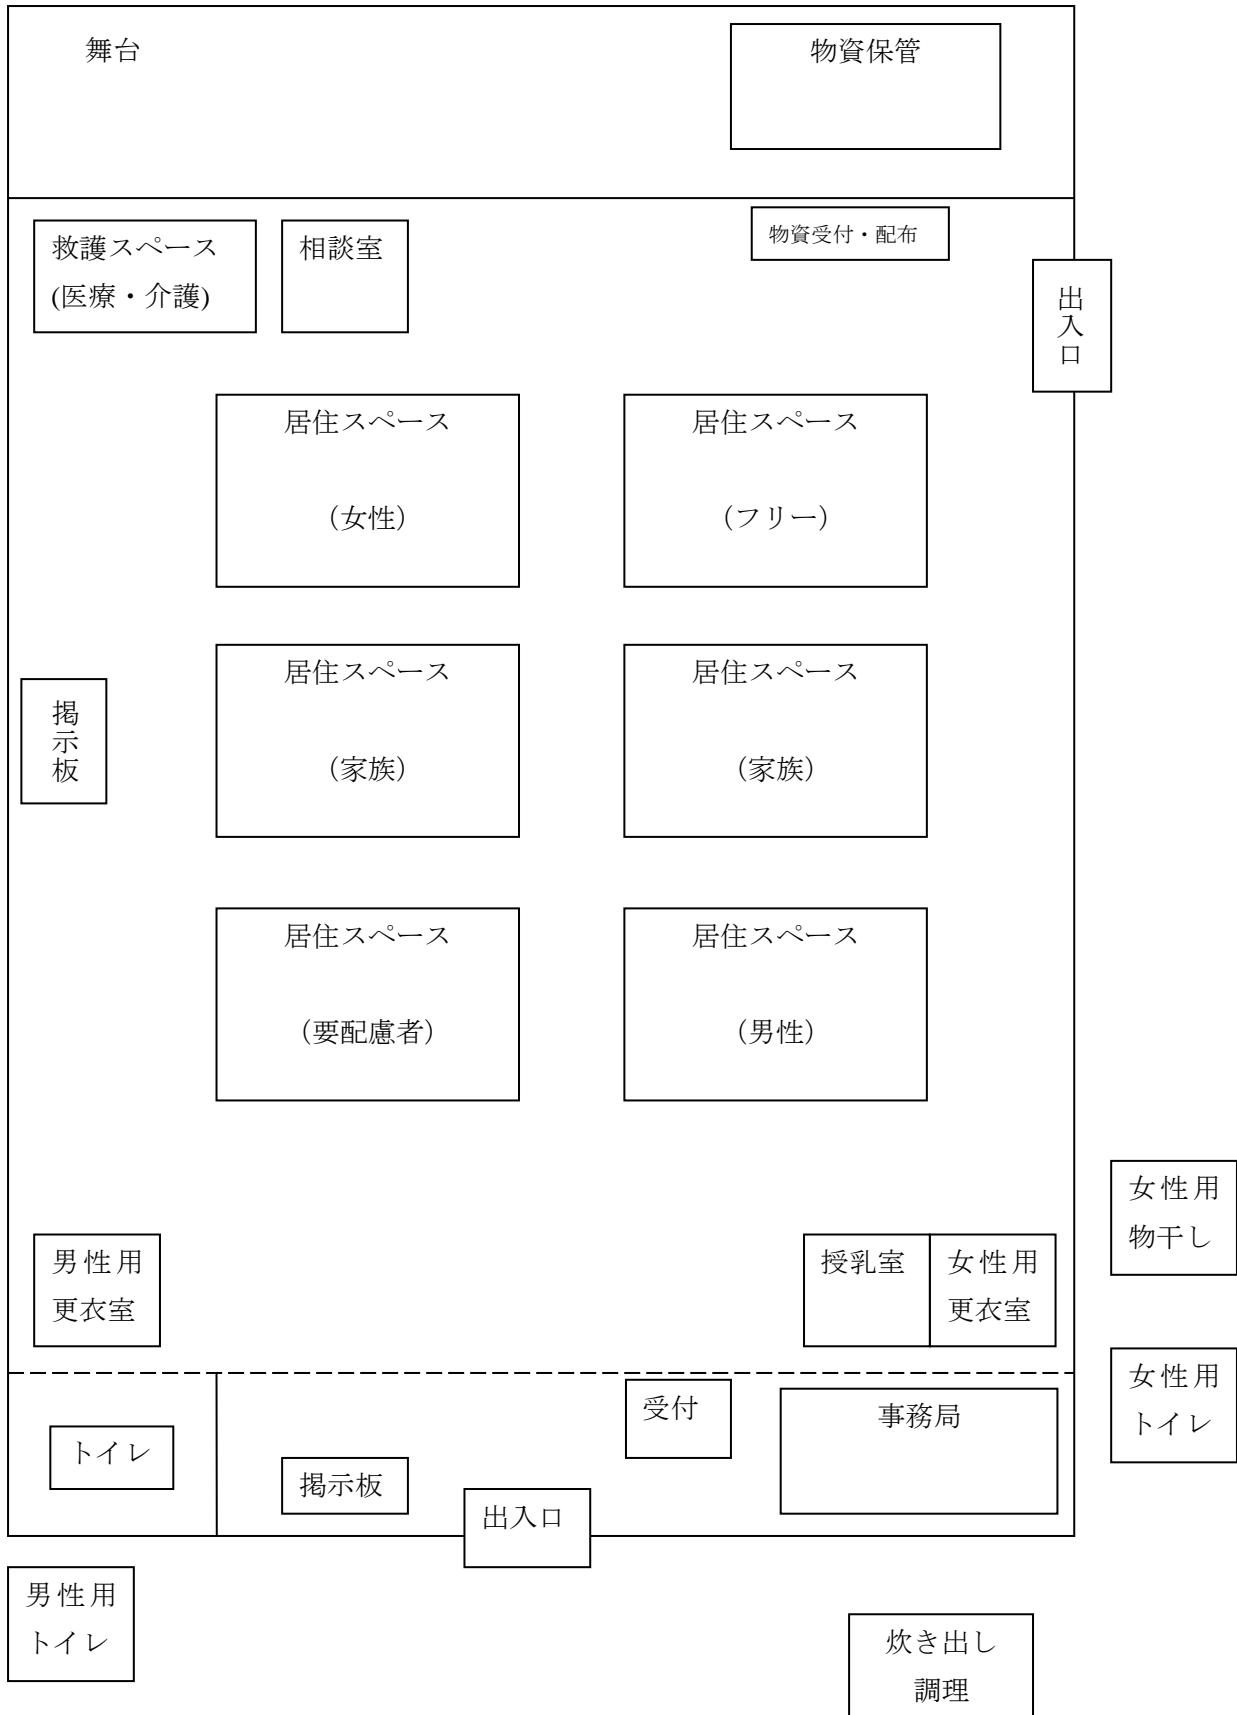 舞台
物資保管
物資受付・配布
救護スペース
(医療・介護)
相談室
出入口
居住スペース
（女性）
居住スペース
（フリー）
居住スペース
（家族）
居住スペース
（家族）
掲示板
居住スペース
（要配慮者）
居住スペース
（男性）
女性用
物干し
男性用
更衣室
授乳室
女性用
更衣室
女性用
トイレ
受付
事務局
トイレ
掲示板
出入口
男性用
トイレ
炊き出し
調理